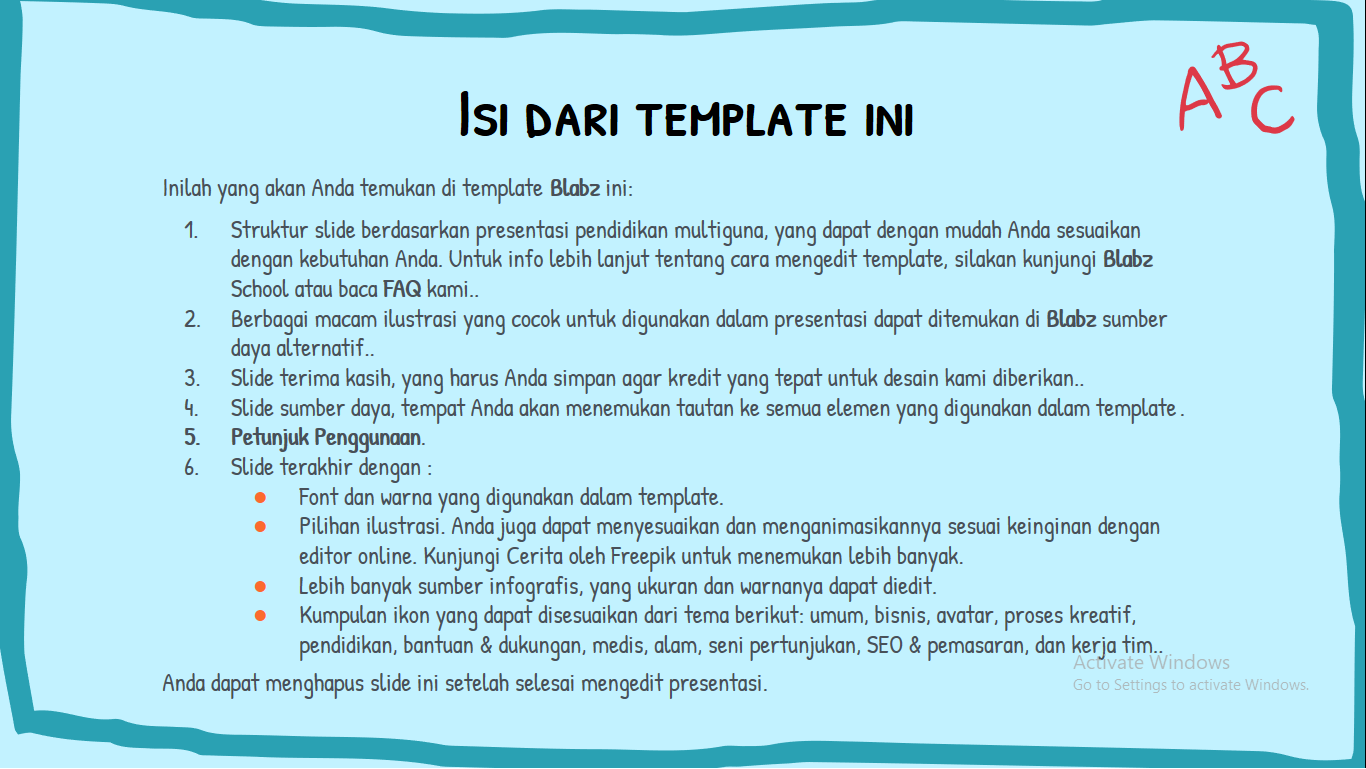 ABC
Isi dari template ini
Inilah yang akan Anda temukan di template Blabz ini:
1. Struktur slide berdasarkan presentasi pendidikan multiguna, yang dapat dengan mudah Anda sesuaikan
dengan kebutuhan Anda. Untuk info lebih lanjut tentang cara mengedit template, silakan kunjungi Blabz
School atau baca FAQ kami..
2. Berbagai macam ilustrasi yang cocok untuk digunakan dalam presentasi dapat ditemukan di Blabz sumber
daya alternatif..
3. Slide terima kasih, yang harus Anda simpan agar kredit yang tepat untuk desain kami diberikan..
4. Slide sumber daya, tempat Anda akan menemukan tautan ke semua elemen yang digunakan dalam template .
5. Petunjuk Penggunaan.
6. Slide terakhir dengan :
● Font dan warna yang digunakan dalam template.
● Pilihan ilustrasi. Anda juga dapat menyesuaikan dan menganimasikannya sesuai keinginan dengan
editor online. Kunjungi Cerita oleh Freepik untuk menemukan lebih banyak.
● Lebih banyak sumber infografis, yang ukuran dan warnanya dapat diedit.
● Kumpulan ikon yang dapat disesuaikan dari tema berikut: umum, bisnis, avatar, proses kreatif,
pendidikan, bantuan & dukungan, medis, alam, seni pertunjukan, SEO & pemasaran, dan kerja tim..
Activate Windows
Go to Settings to activate Windows.
Anda dapat menghapus slide ini setelah selesai mengedit presentasi.